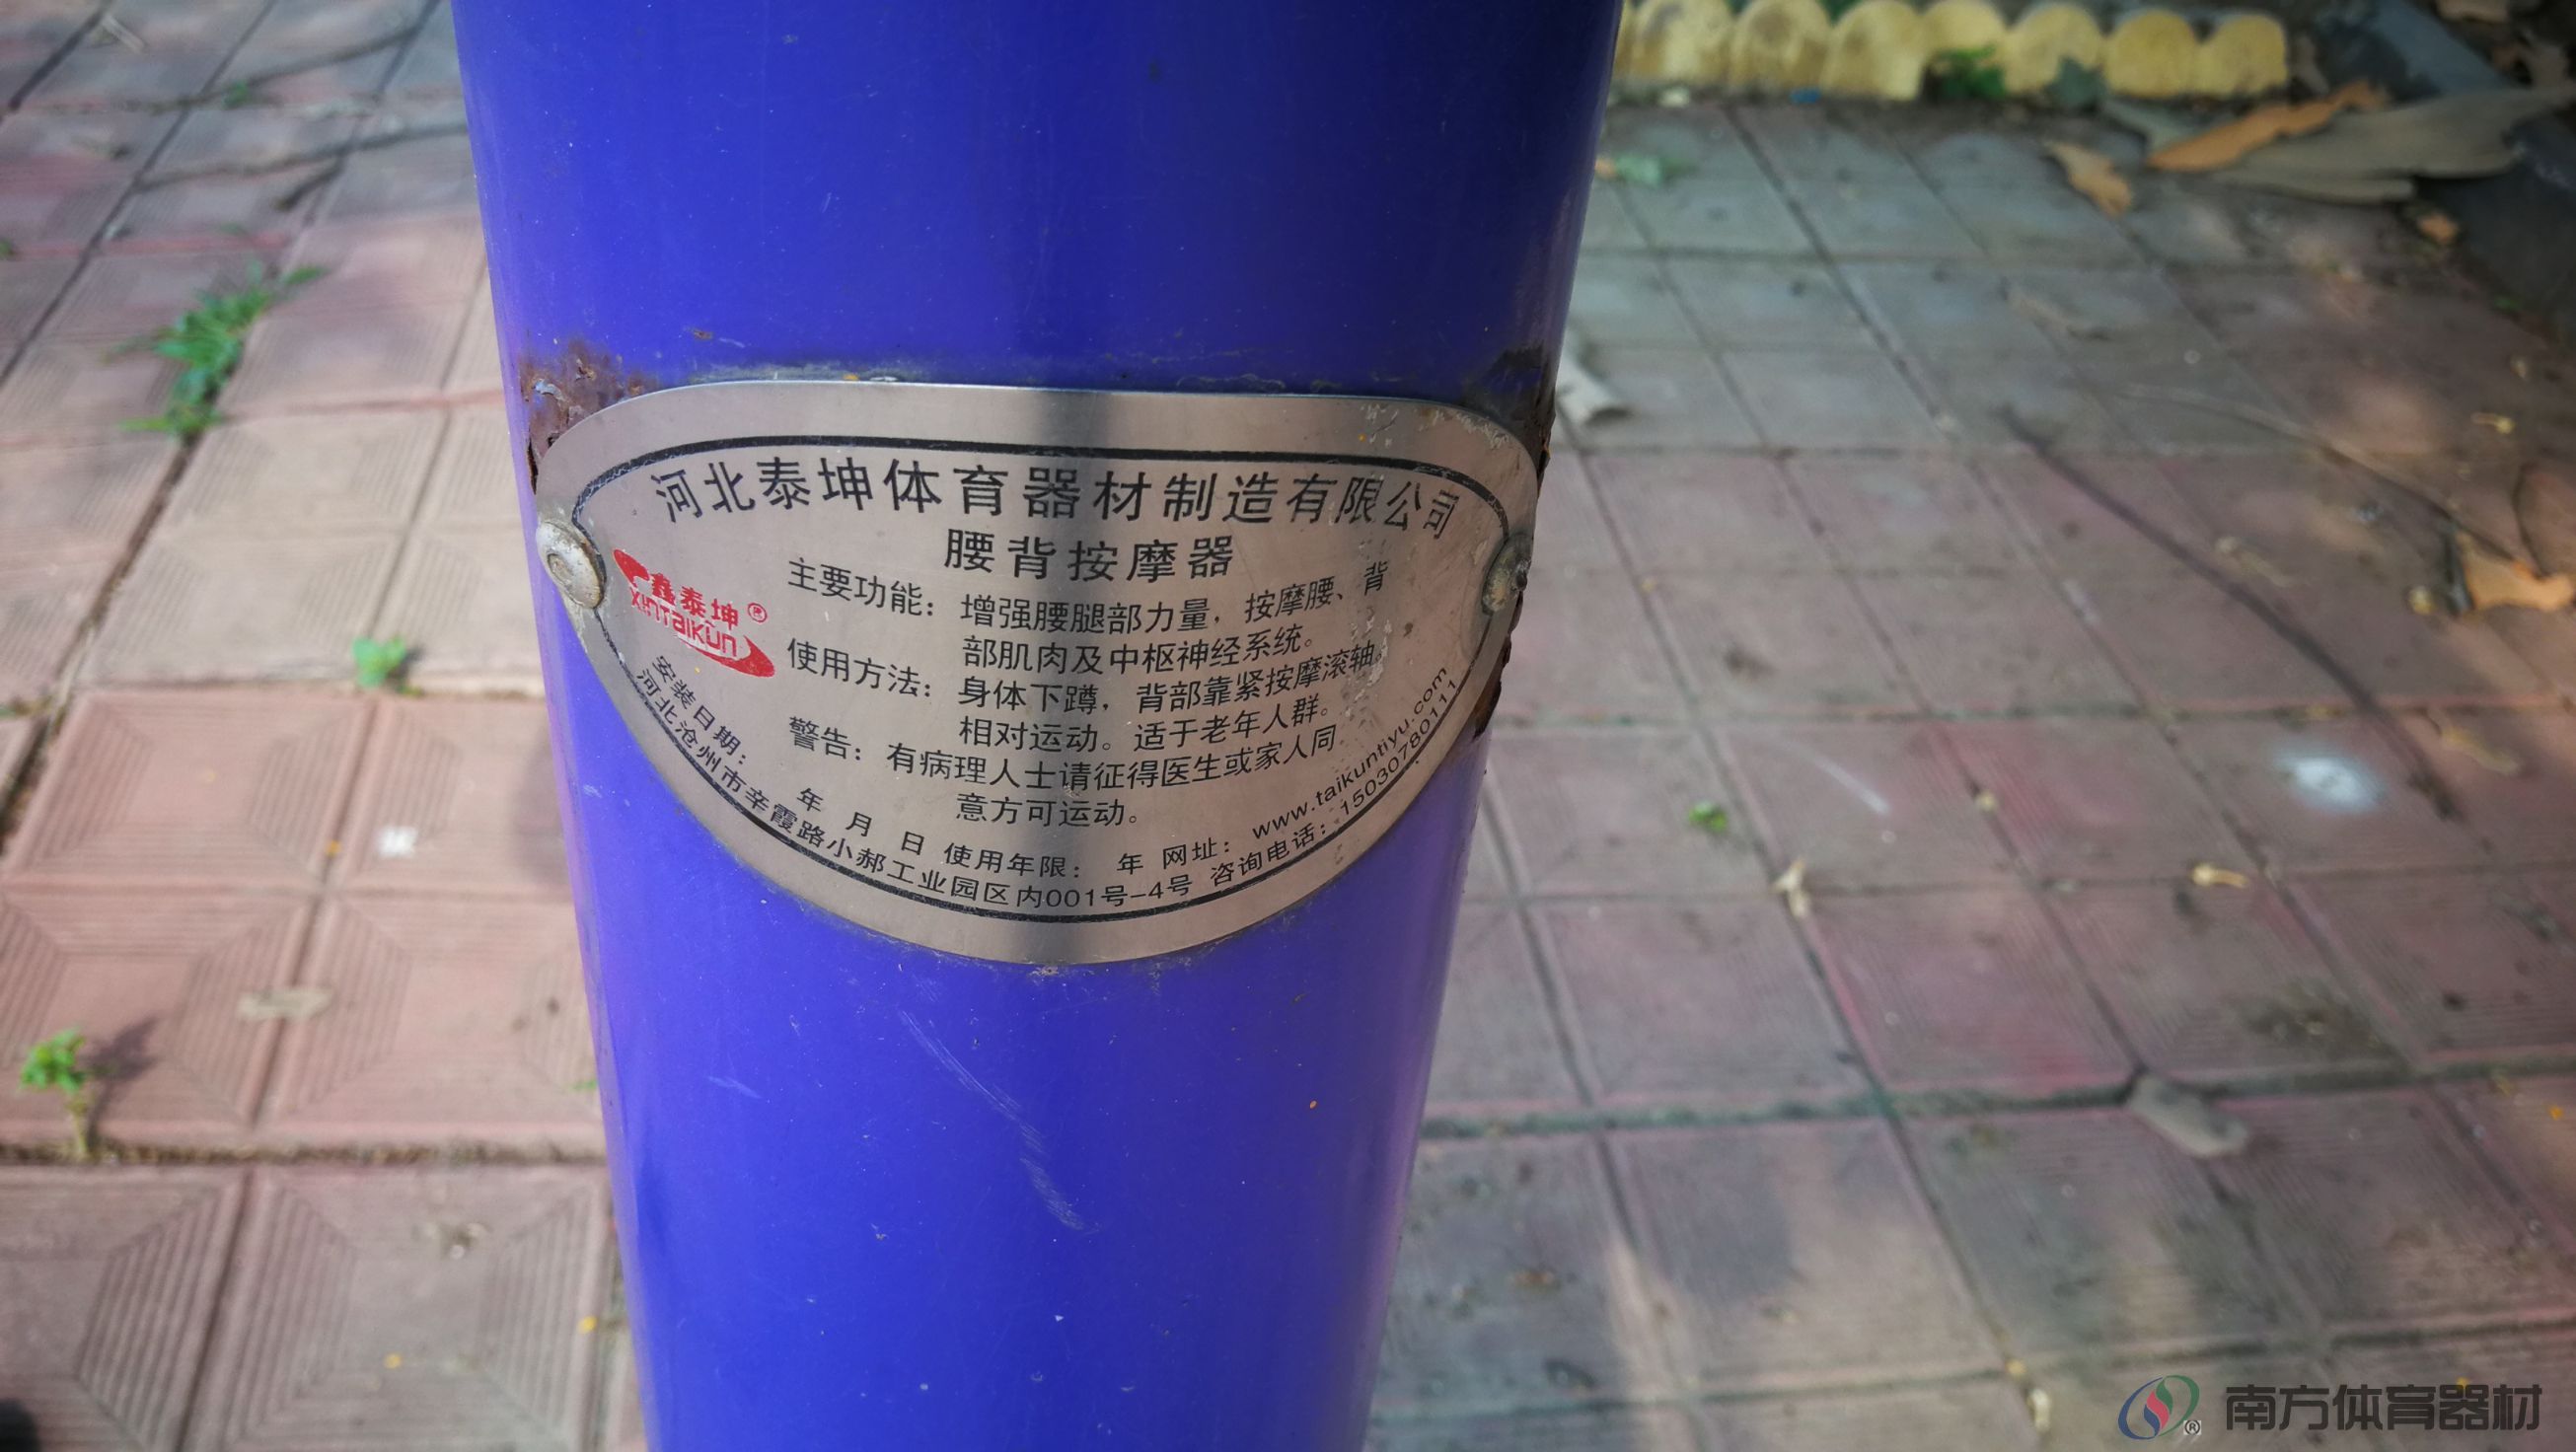 河北泰坤体育器材制造有限公司
腰背按摩器
鑫泰坤®
XINTAIKUN
主要功能：增强腰腿部力量，按摩腰、背
部肌肉及中枢神经系统。
使用方法：身体下蹲，背部靠紧按摩滚轴。
相对运动。适于老年人群。
警告：有病理人士请征得医生或家人同
意方可运动。
安装日期： 年 月 日 使用年限： 年 网址：www.taikuntiyu.com
河北沧州市辛霞路小郝工业园区内001号-4号 咨询电话：15030780111
南方体育器材